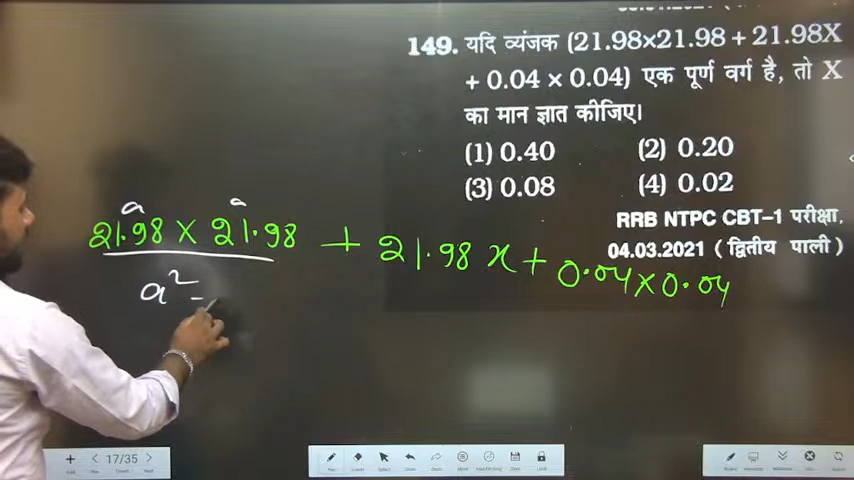 149. यदि व्यंजक (21.98×21.98 + 21.98X
+ 0.04 × 0.04) एक पूर्ण वर्ग है, तो X
का मान ज्ञात कीजिए।
(1) 0.40 (2) 0.20
(3) 0.08 (4) 0.02
RRB NTPC CBT-1 परीक्षा,
04.03.2021 (द्वितीय पाली)
a a
21.98 × 21.98 + 21.98 x + 0.04×0.04
a² -
17/35